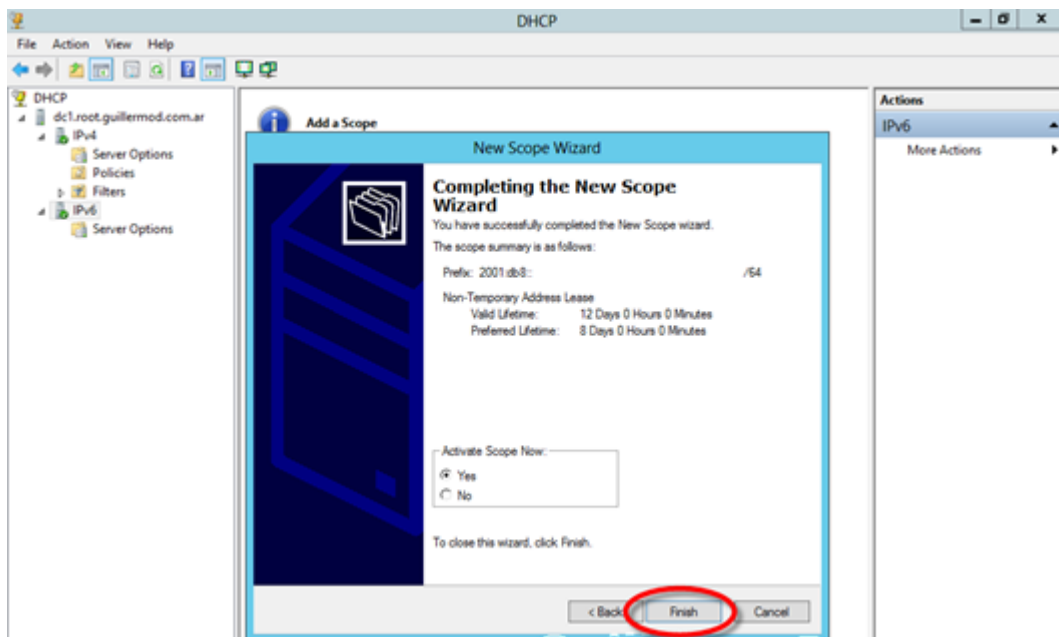 DHCP
File Action View Help
DHCP
dc1.root.guillermod.com.ar
IPv4
Server Options
Policies
Filters
IPv6
Server Options
Add a Scope
New Scope Wizard
Completing the New Scope
Wizard
You have successfully completed the New Scope wizard.
The scope summary is as follows:
Prefix: 2001:db8:: /64
Non-Temporary Address Lease
Valid Lifetime: 12 Days 0 Hours 0 Minutes
Preferred Lifetime: 8 Days 0 Hours 0 Minutes
Activate Scope Now:
Yes
No
To close this wizard, click Finish.
< Back Finish Cancel
Actions
IPv6
More Actions